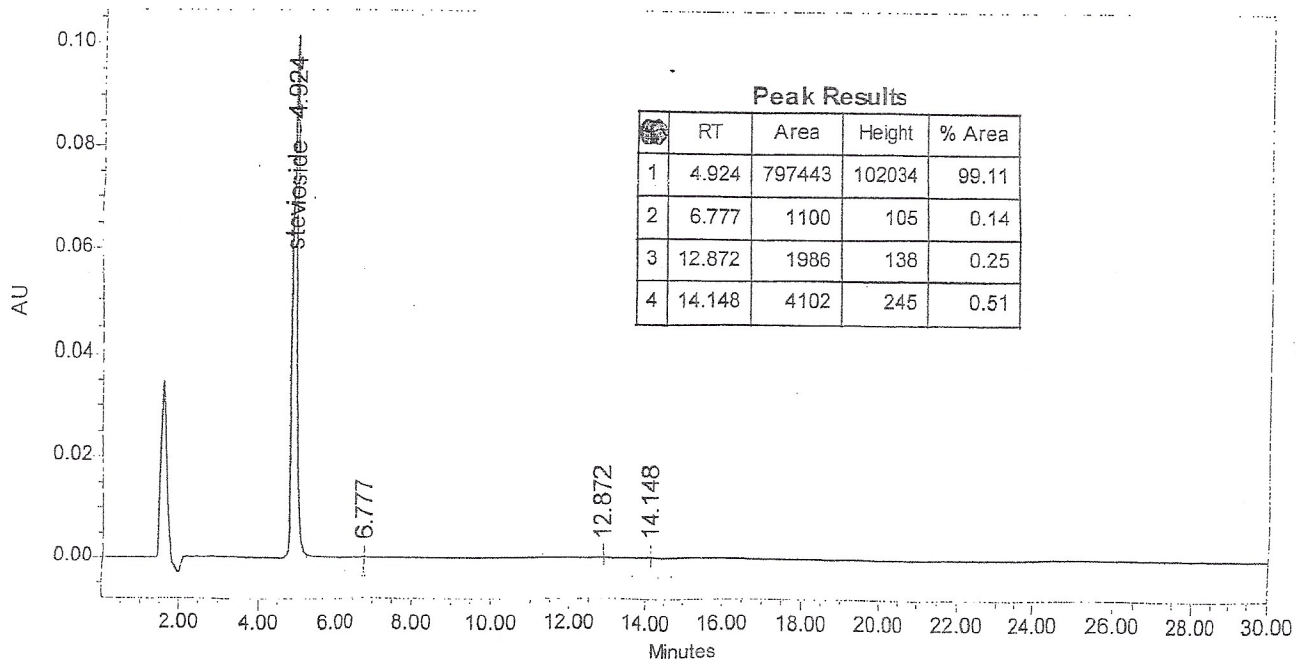 Peak Results
RT Area Height % Area
1 4.924 797443 102034 99.11
2 6.777 1100 105 0.14
3 12.872 1986 138 0.25
4 14.148 4102 245 0.51
AU
0.10
0.08
0.06
0.04
0.02
0.00
stevioside - 4.924
6.777
12.872
14.148
2.00 4.00 6.00 8.00 10.00 12.00 14.00 16.00 18.00 20.00 22.00 24.00 26.00 28.00 30.00
Minutes